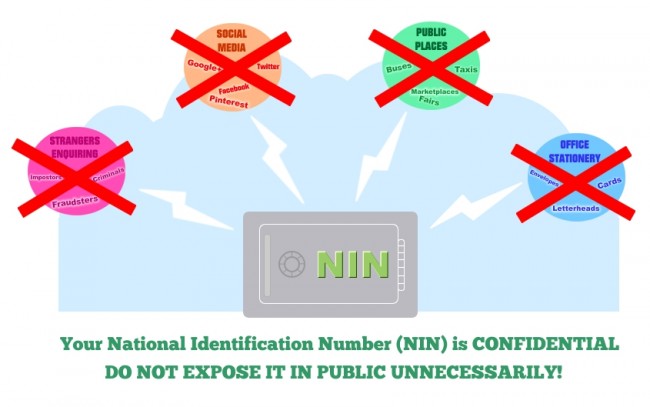 SOCIAL
MEDIA
Google+ Twitter
Facebook
Pinterest
PUBLIC
PLACES
Buses Taxis
Marketplaces
Fairs
STRANGERS
ENQUIRING
Impostors Criminals
Fraudsters
OFFICE
STATIONERY
Envelopes Cards
Letterheads
NIN
Your National Identification Number (NIN) is CONFIDENTIAL
DO NOT EXPOSE IT IN PUBLIC UNNECESSARILY!